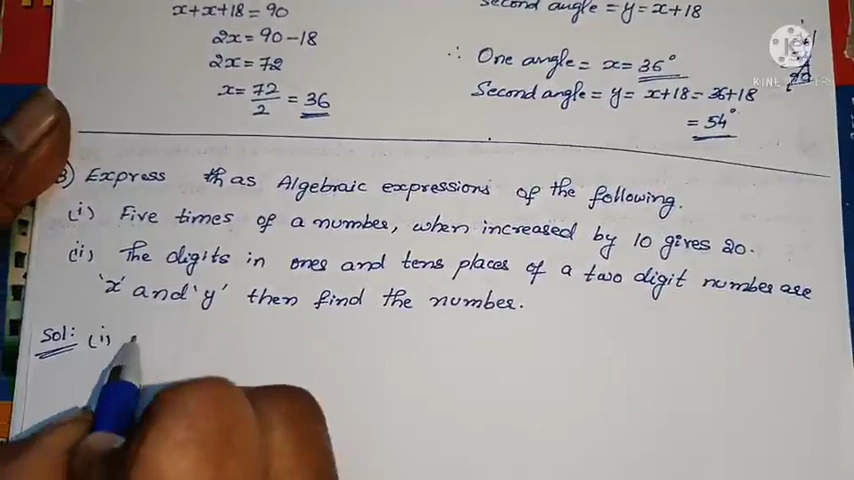 x+x+18 = 90
2x = 90-18
2x = 72
x = 72/2 = 36
Second angle = y = x+18
∴ One angle = x = 36°
Second angle = y = x+18 = 36+18
= 54°
KINE MASTER
3) Express th as Algebraic expressions of the following.
(i) Five times of a number, when increased by 10 gives 20.
(ii) The digits in ones and tens places of a two digit number are
'x' and 'y' then find the number.
Sol: (i)